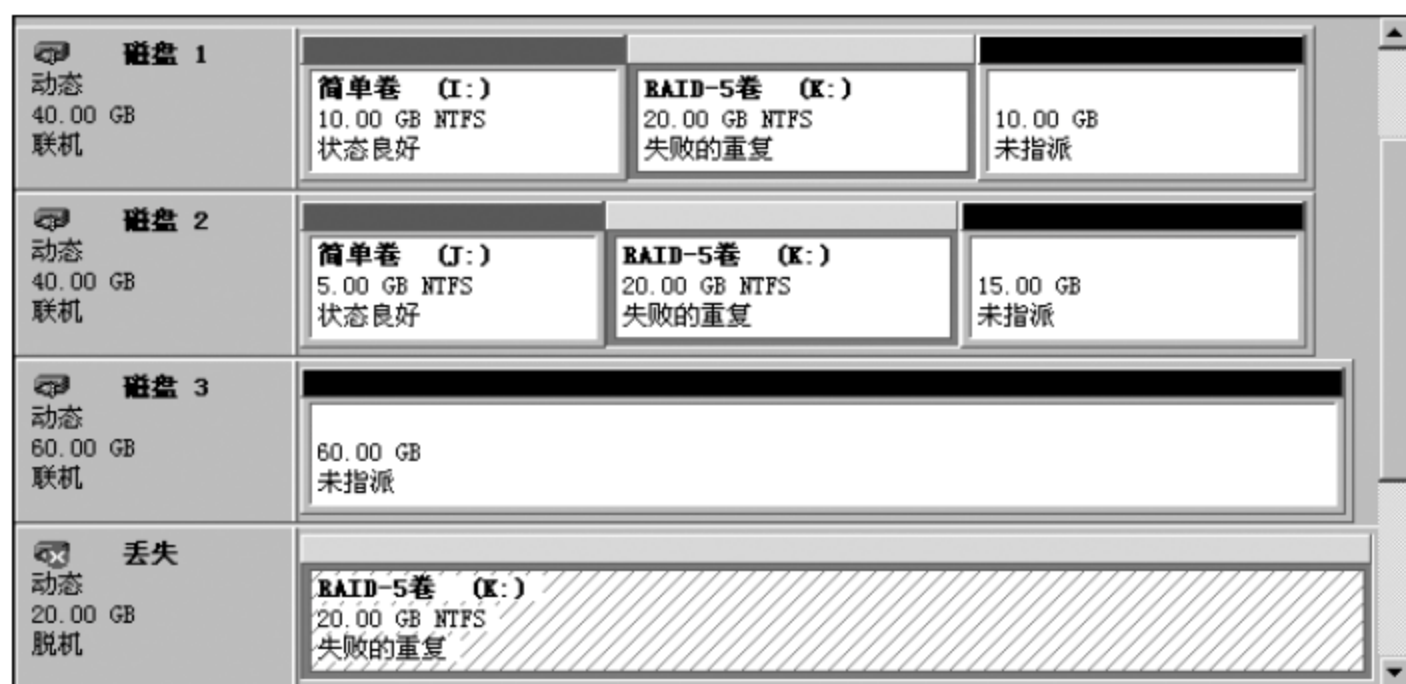 磁盘 1
动态
40.00 GB
联机
简单卷 (I:)
10.00 GB NTFS
状态良好
RAID-5卷 (K:)
20.00 GB NTFS
失败的重复
10.00 GB
未指派
磁盘 2
动态
40.00 GB
联机
简单卷 (J:)
5.00 GB NTFS
状态良好
RAID-5卷 (K:)
20.00 GB NTFS
失败的重复
15.00 GB
未指派
磁盘 3
动态
60.00 GB
联机
60.00 GB
未指派
丢失
动态
20.00 GB
脱机
RAID-5卷 (K:)
20.00 GB NTFS
失败的重复